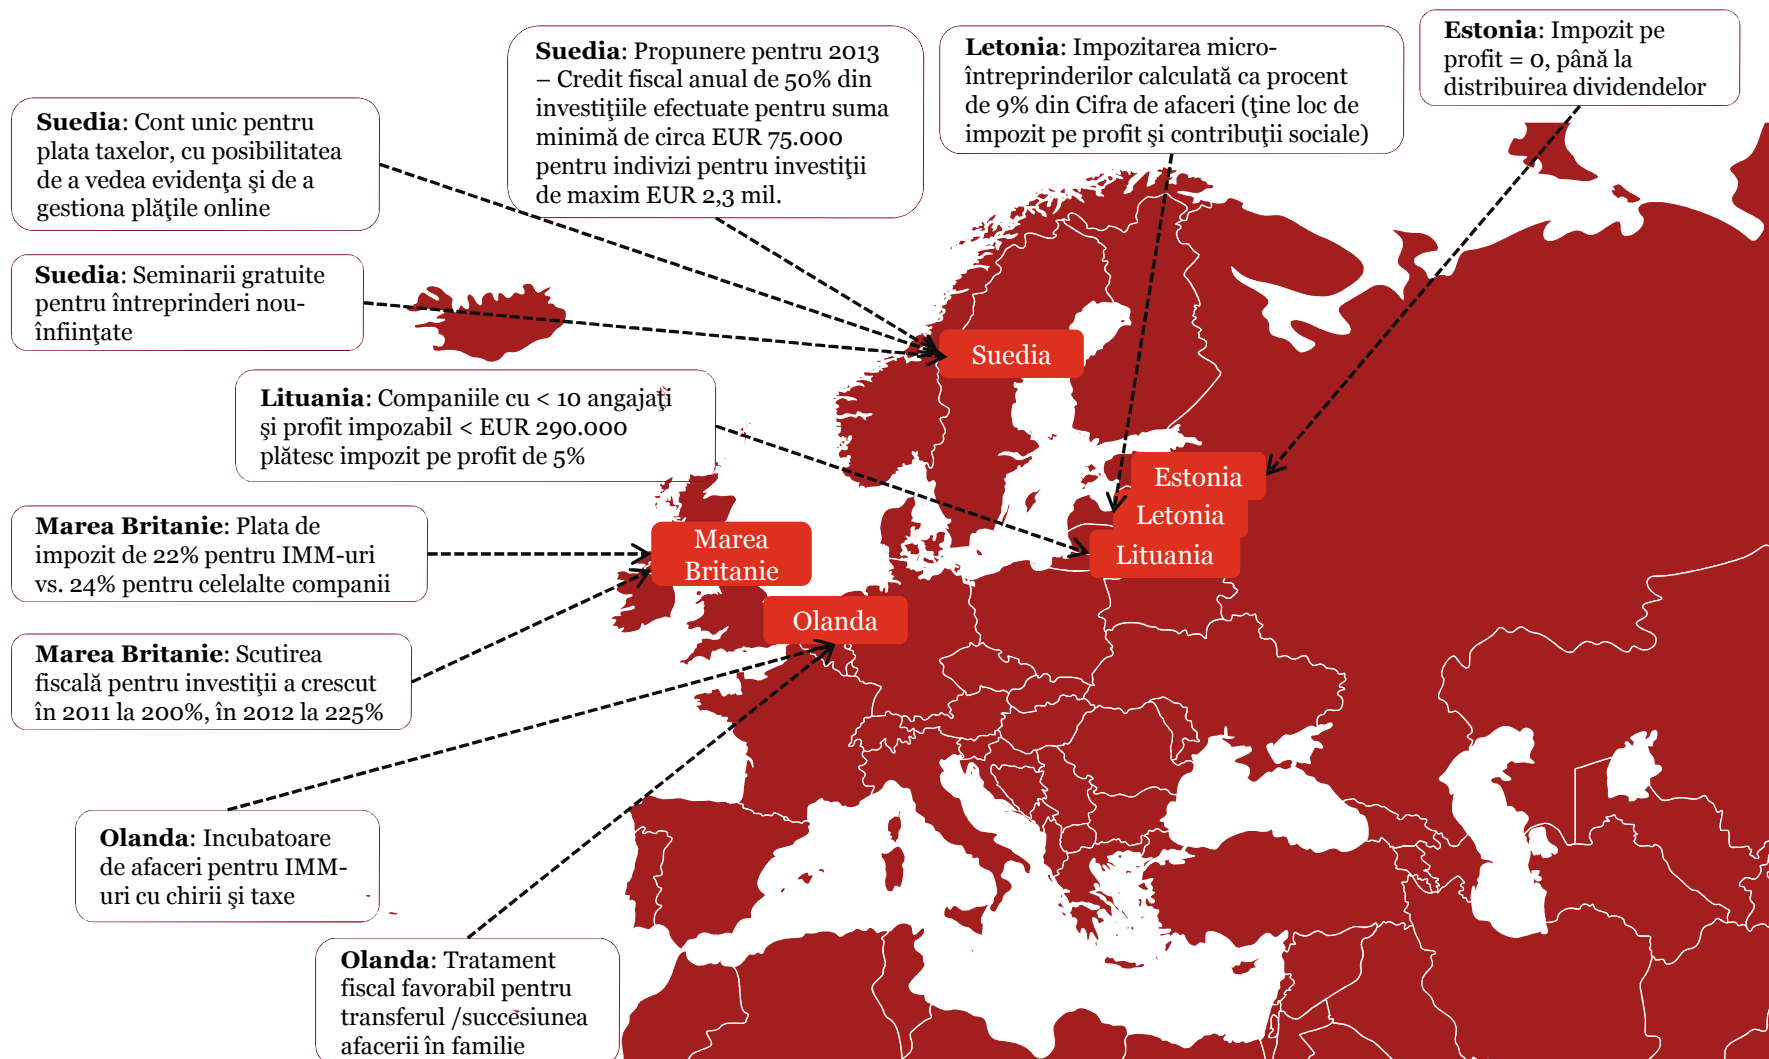 Suedia: Propunere pentru 2013
– Credit fiscal anual de 50% din
investiţiile efectuate pentru suma
minimă de circa EUR 75.000
pentru indivizi pentru investiţii
de maxim EUR 2,3 mil.
Letonia: Impozitarea micro-
întreprinderilor calculată ca procent
de 9% din Cifra de afaceri (ţine loc de
impozit pe profit şi contribuţii sociale)
Estonia: Impozit pe
profit = 0, până la
distribuirea dividendelor
Suedia: Cont unic pentru
plata taxelor, cu posibilitatea
de a vedea evidenţa şi de a
gestiona plăţile online
Suedia: Seminarii gratuite
pentru întreprinderi nou-
înfiinţate
Suedia
Lituania: Companiile cu < 10 angajaţi
şi profit impozabil < EUR 290.000
plătesc impozit pe profit de 5%
Estonia
Letonia
Lituania
Marea Britanie: Plata de
impozit de 22% pentru IMM-uri
vs. 24% pentru celelalte companii
Marea
Britanie
Olanda
Marea Britanie: Scutirea
fiscală pentru investiţii a crescut
în 2011 la 200%, în 2012 la 225%
Olanda: Incubatoare
de afaceri pentru IMM-
uri cu chirii şi taxe
Olanda: Tratament
fiscal favorabil pentru
transferul /succesiunea
afacerii în familie